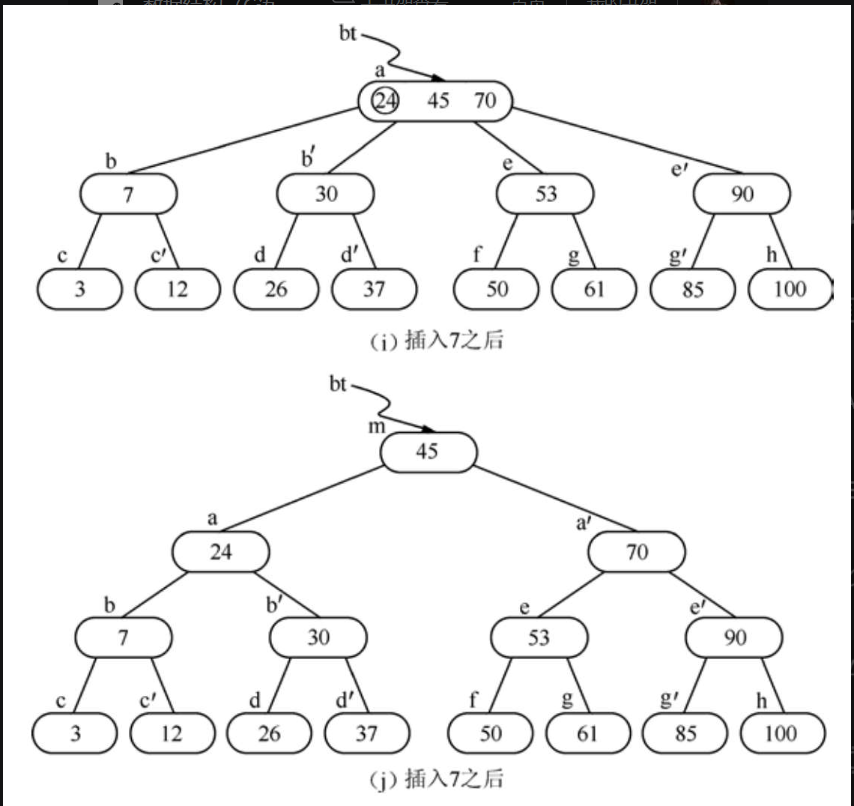 bt
a
24 45 70
b b′ e e′
7 30 53 90
c c′ d d′ f g g′ h
3 12 26 37 50 61 85 100
(i) 插入7之后
bt
m
45
a a′
24 70
b b′ e e′
7 30 53 90
c c′ d d′ f g g′ h
3 12 26 37 50 61 85 100
(j) 插入7之后